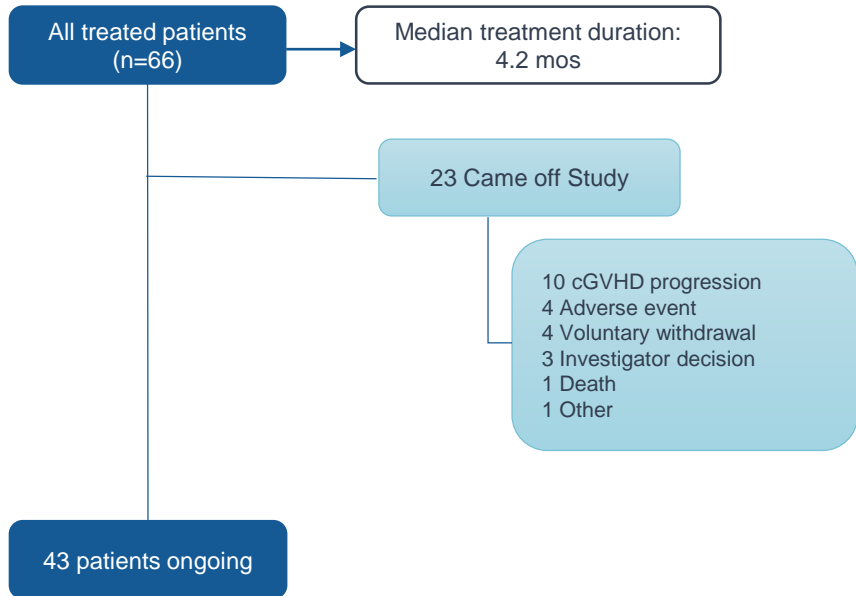 All treated patients
(n=66)
Median treatment duration:
4.2 mos
23 Came off Study
10 cGVHD progression
4 Adverse event
4 Voluntary withdrawal
3 Investigator decision
1 Death
1 Other
43 patients ongoing